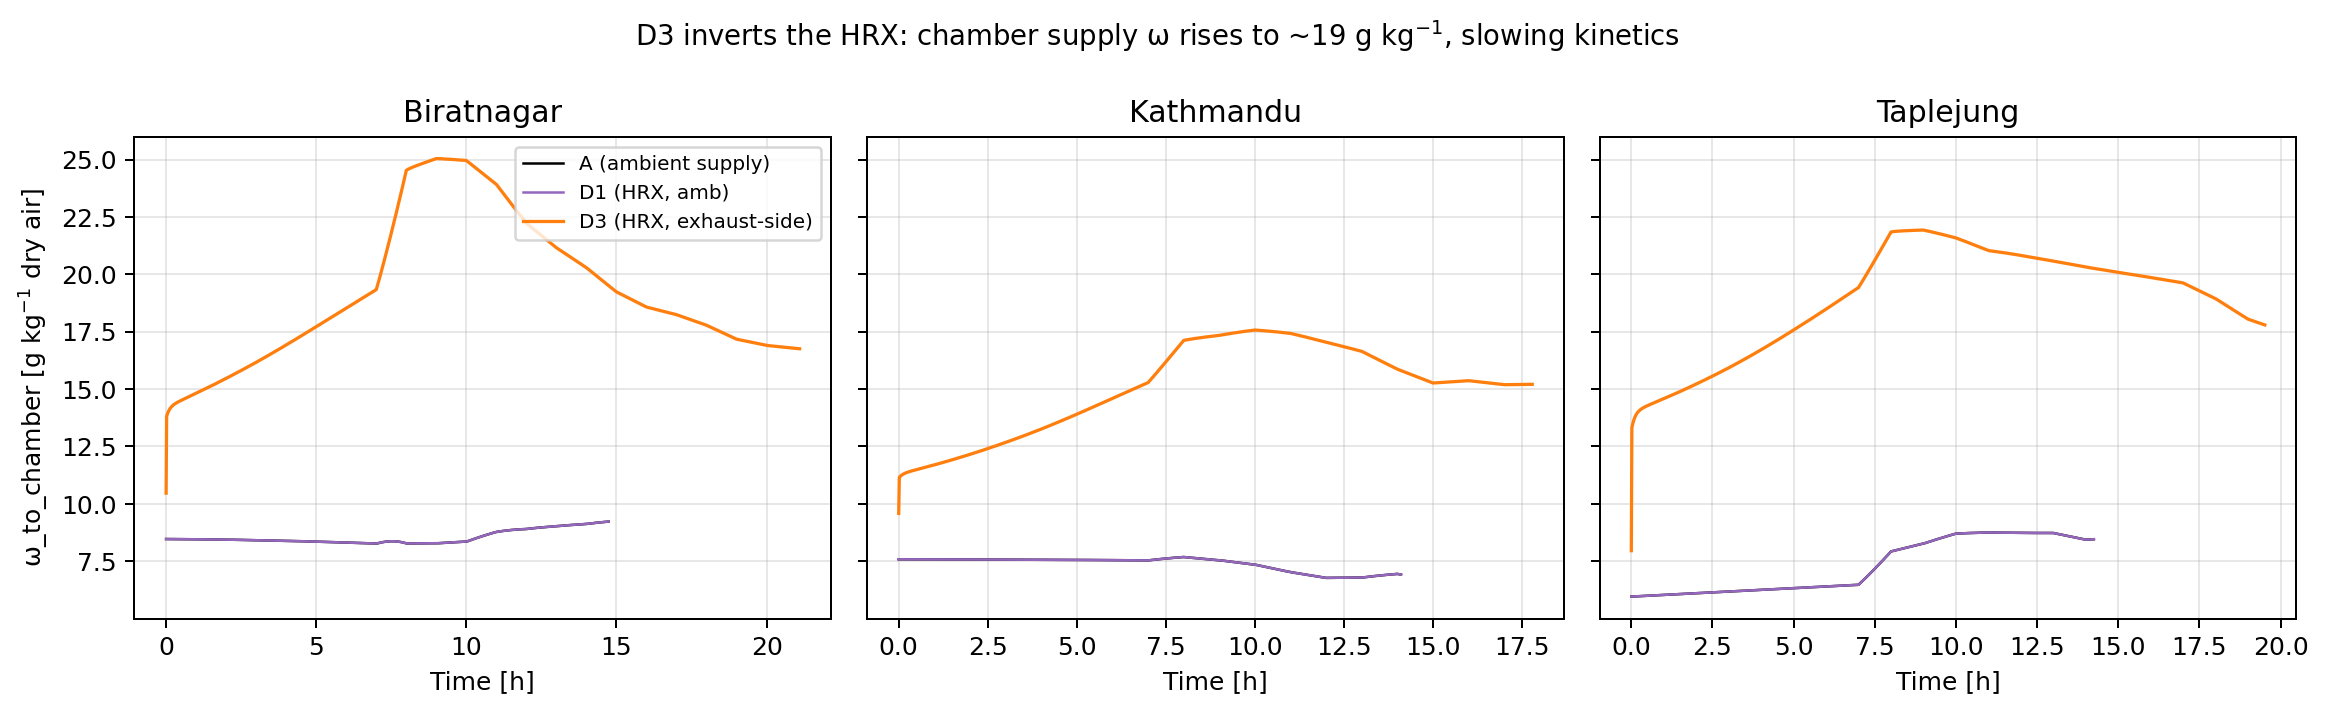 D3 inverts the HRX: chamber supply ω rises to ~19 g kg⁻¹, slowing kinetics
Biratnagar
Kathmandu
Taplejung
ω_to_chamber [g kg⁻¹ dry air]
25.0
22.5
20.0
17.5
15.0
12.5
10.0
7.5
A (ambient supply)
D1 (HRX, amb)
D3 (HRX, exhaust-side)
0 5 10 15 20
0.0 2.5 5.0 7.5 10.0 12.5 15.0 17.5
0.0 2.5 5.0 7.5 10.0 12.5 15.0 17.5 20.0
Time [h]
Time [h]
Time [h]